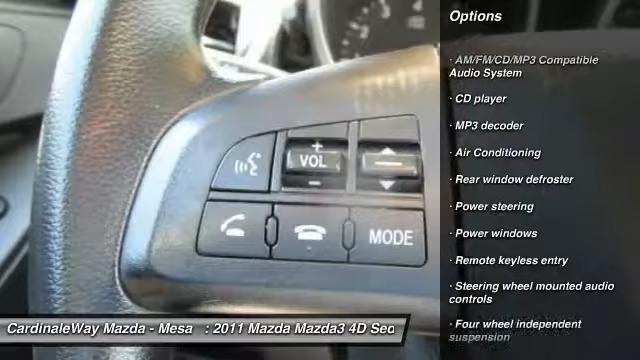 Options
· AM/FM/CD/MP3 Compatible
Audio System
· CD player
· MP3 decoder
· Air Conditioning
· Rear window defroster
· Power steering
· Power windows
· Remote keyless entry
· Steering wheel mounted audio
controls
· Four wheel independent
suspension
+
VOL
−
MODE
4
CardinaleWay Mazda - Mesa : 2011 Mazda Mazda3 4D Sed